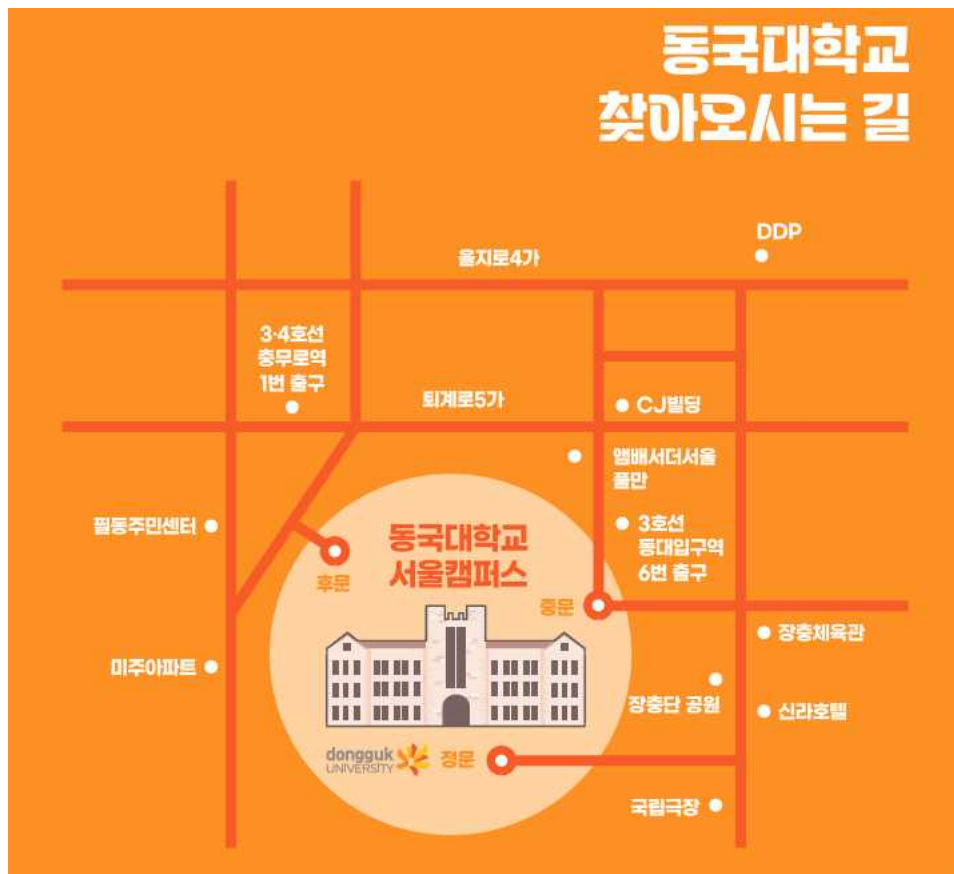 동국대학교
찾아오시는 길
DDP
을지로4가
3·4호선
충무로역
1번 출구
퇴계로5가
CJ빌딩
앰배서더서울
풀만
필동주민센터
3호선
동대입구역
6번 출구
동국대학교
서울캠퍼스
후문
중문
장충체육관
미주아파트
장충단 공원
신라호텔
dongguk
UNIVERSITY
정문
국립극장